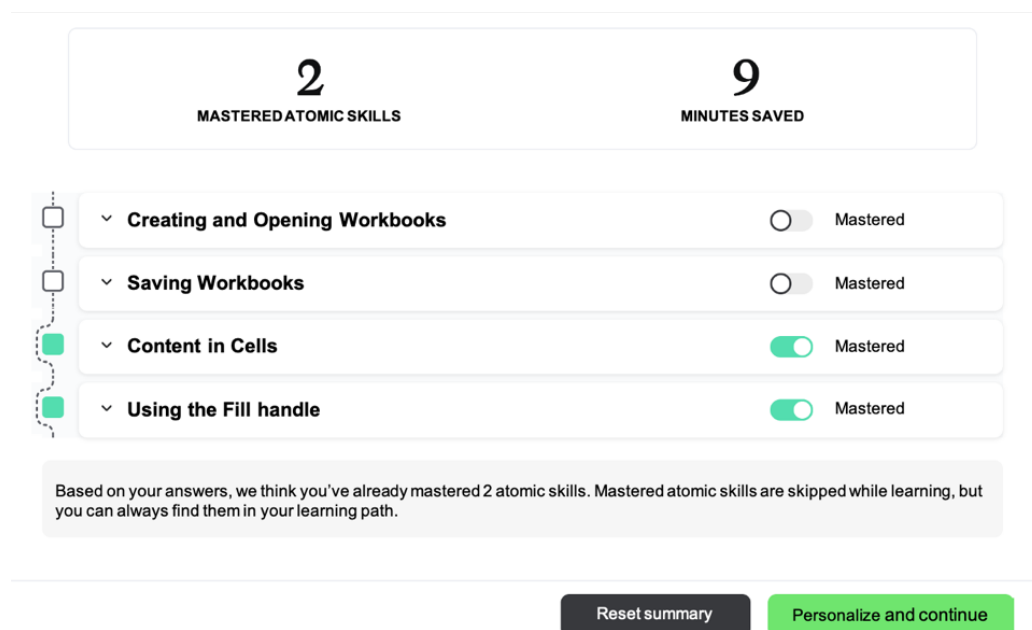 2
MASTERED ATOMIC SKILLS
9
MINUTES SAVED
Creating and Opening Workbooks
Mastered
Saving Workbooks
Mastered
Content in Cells
Mastered
Using the Fill handle
Mastered
Based on your answers, we think you've already mastered 2 atomic skills. Mastered atomic skills are skipped while learning, but
you can always find them in your learning path.
Reset summary
Personalize and continue